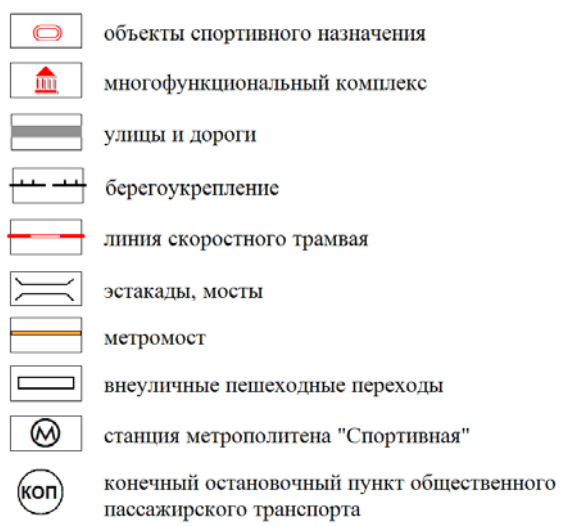 объекты спортивного назначения
многофункциональный комплекс
улицы и дороги
берегоукрепление
линия скоростного трамвая
эстакады, мосты
метромост
внеуличные пешеходные переходы
М станция метрополитена "Спортивная"
коп конечный остановочный пункт общественного
пассажирского транспорта